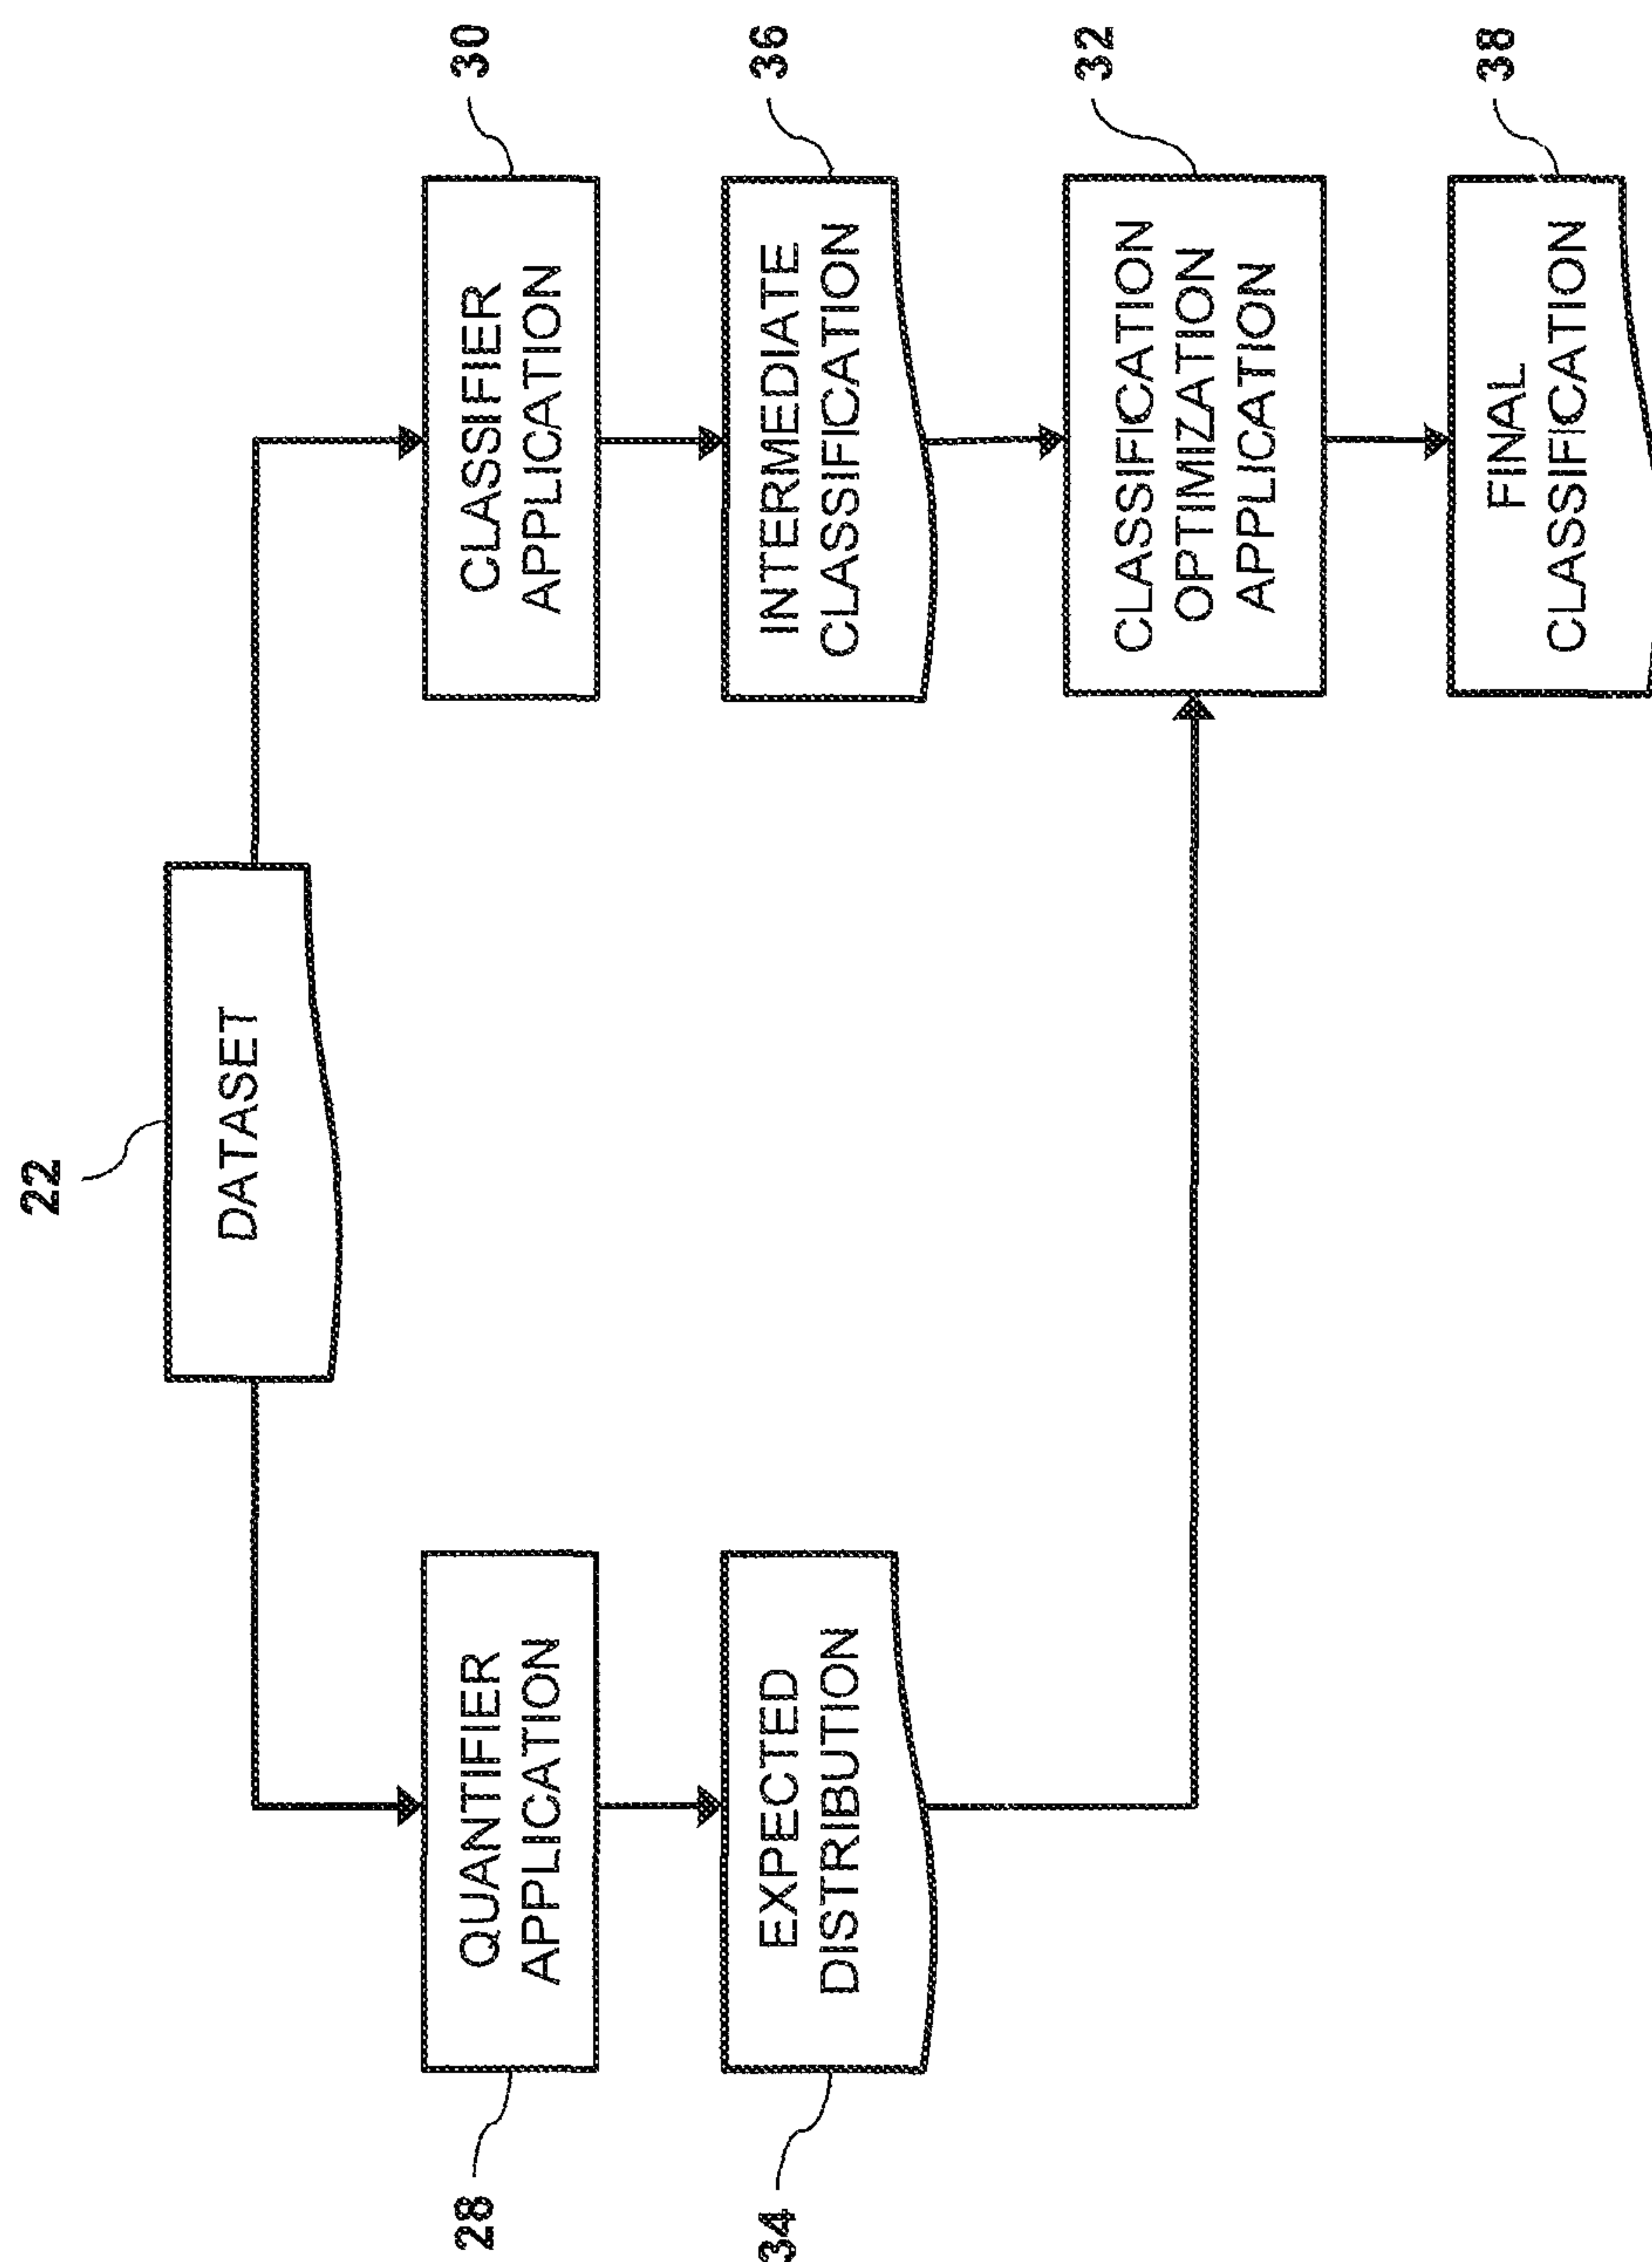 22
DATASET
28
QUANTIFIER
APPLICATION
CLASSIFIER
APPLICATION
30
34
EXPECTED
DISTRIBUTION
INTERMEDIATE
CLASSIFICATION
36
CLASSIFICATION
OPTIMIZATION
APPLICATION
32
FINAL
CLASSIFICATION
38